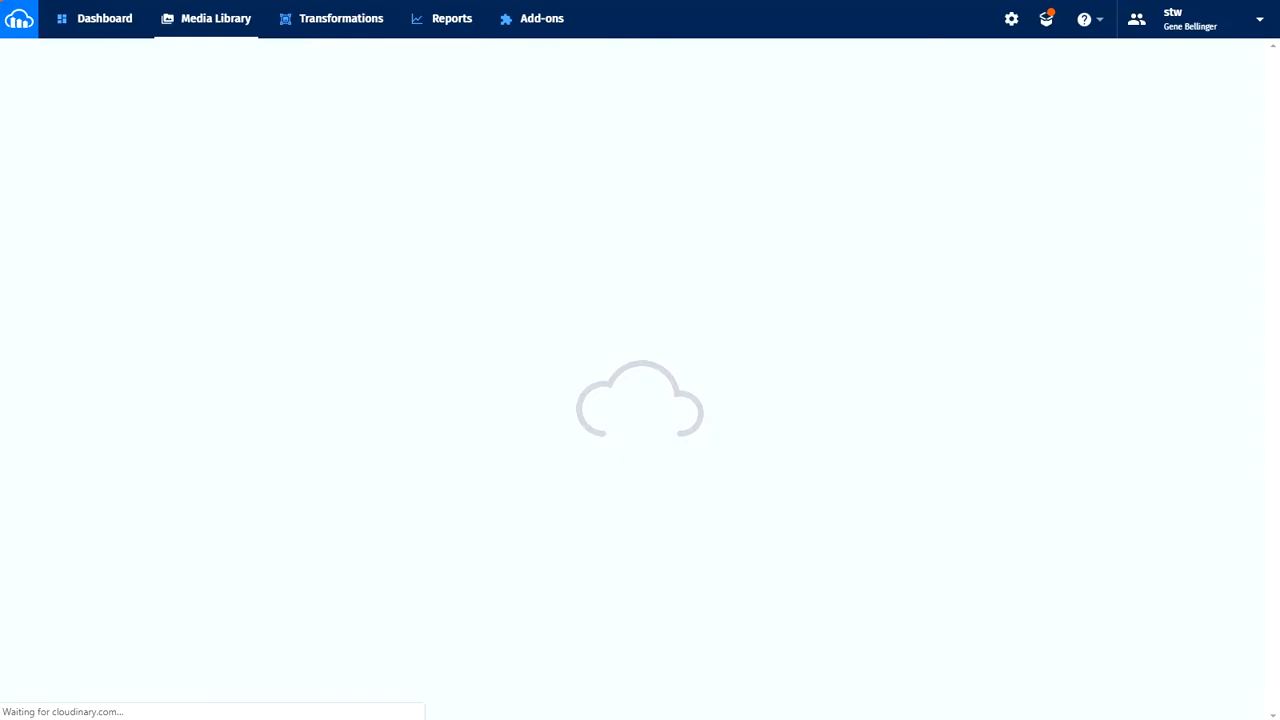 Dashboard
Media Library
Transformations
Reports
Add-ons
stw
Gene Bellinger
Waiting for cloudinary.com...